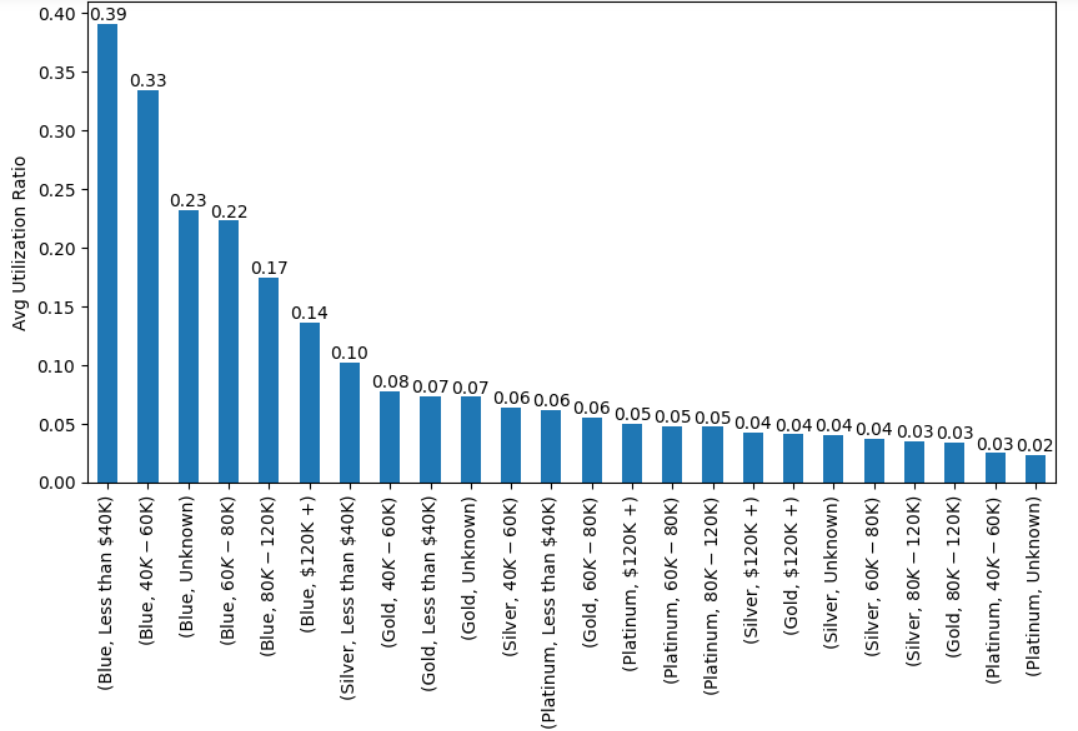 Avg Utilization Ratio
0.40
0.35
0.30
0.25
0.20
0.15
0.10
0.05
0.00
0.39
0.33
0.23
0.22
0.17
0.14
0.10
0.08
0.07
0.07
0.06
0.06
0.06
0.05
0.05
0.05
0.04
0.04
0.04
0.04
0.03
0.03
0.03
0.02
(Blue, Less than $40K)
(Blue, 40K − 60K)
(Blue, Unknown)
(Blue, 60K − 80K)
(Blue, 80K − 120K)
(Blue, $120K +)
(Silver, Less than $40K)
(Gold, 40K − 60K)
(Gold, Less than $40K)
(Gold, Unknown)
(Silver, 40K − 60K)
(Platinum, Less than $40K)
(Gold, 60K − 80K)
(Platinum, $120K +)
(Platinum, 60K − 80K)
(Platinum, 80K − 120K)
(Silver, $120K +)
(Gold, $120K +)
(Silver, Unknown)
(Silver, 60K − 80K)
(Silver, 80K − 120K)
(Gold, 80K − 120K)
(Platinum, 40K − 60K)
(Platinum, Unknown)